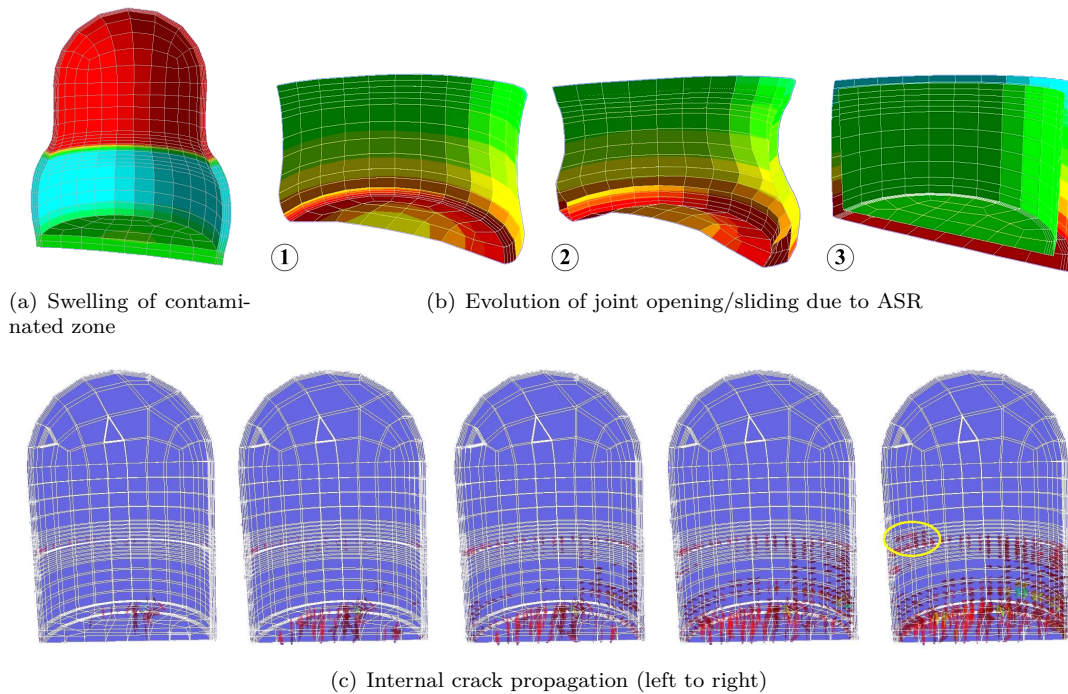 1
2
3
(a) Swelling of contami-
nated zone
(b) Evolution of joint opening/sliding due to ASR
(c) Internal crack propagation (left to right)